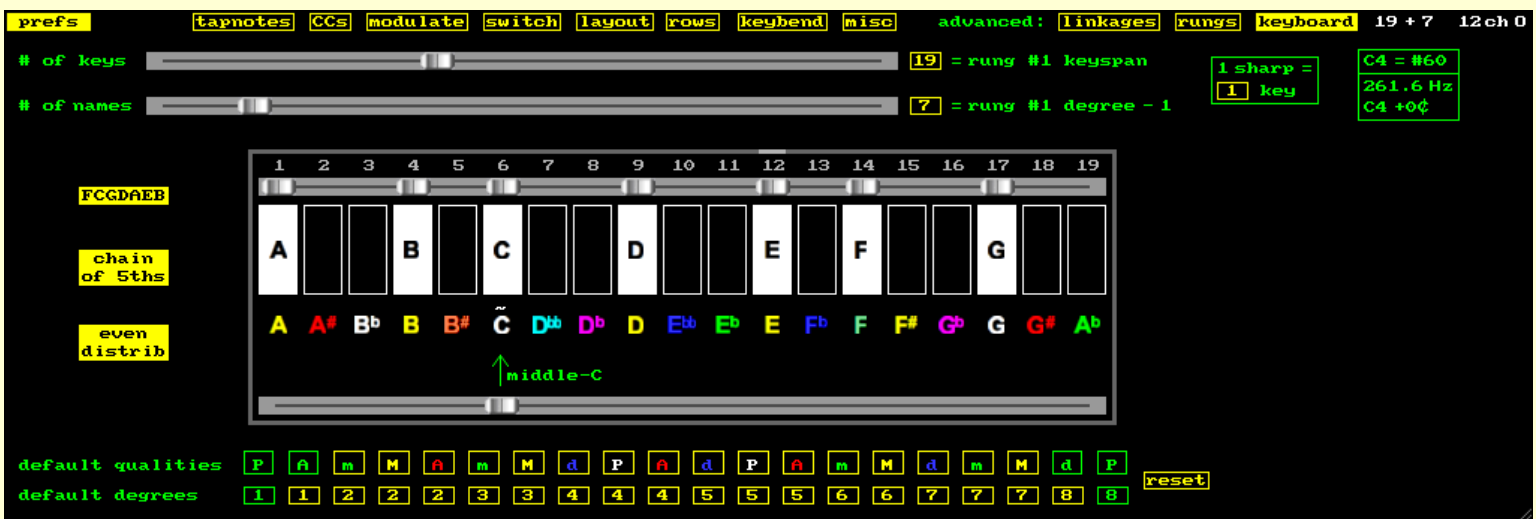 prefs tapnotes CCs modulate switch layout rows keybend misc advanced: linkages rungs keyboard 19 + 7 12ch 0
# of keys 19 = rung #1 keyspan
1 sharp =
1 key
C4 = #60
261.6 Hz
C4 +0¢
# of names 7 = rung #1 degree - 1
1 2 3 4 5 6 7 8 9 10 11 12 13 14 15 16 17 18 19
FCGDAEB
A B C D E F G
chain
of 5ths
A A# Bb B B# C̃ Dbb Db D Ebb Eb E Fb F F# Gb G G# Ab
even
distrib
middle-C
default qualities P A m M A m M d P A d P A m M d m M d P
default degrees 1 1 2 2 2 3 3 4 4 4 5 5 5 6 6 7 7 7 8 8
reset